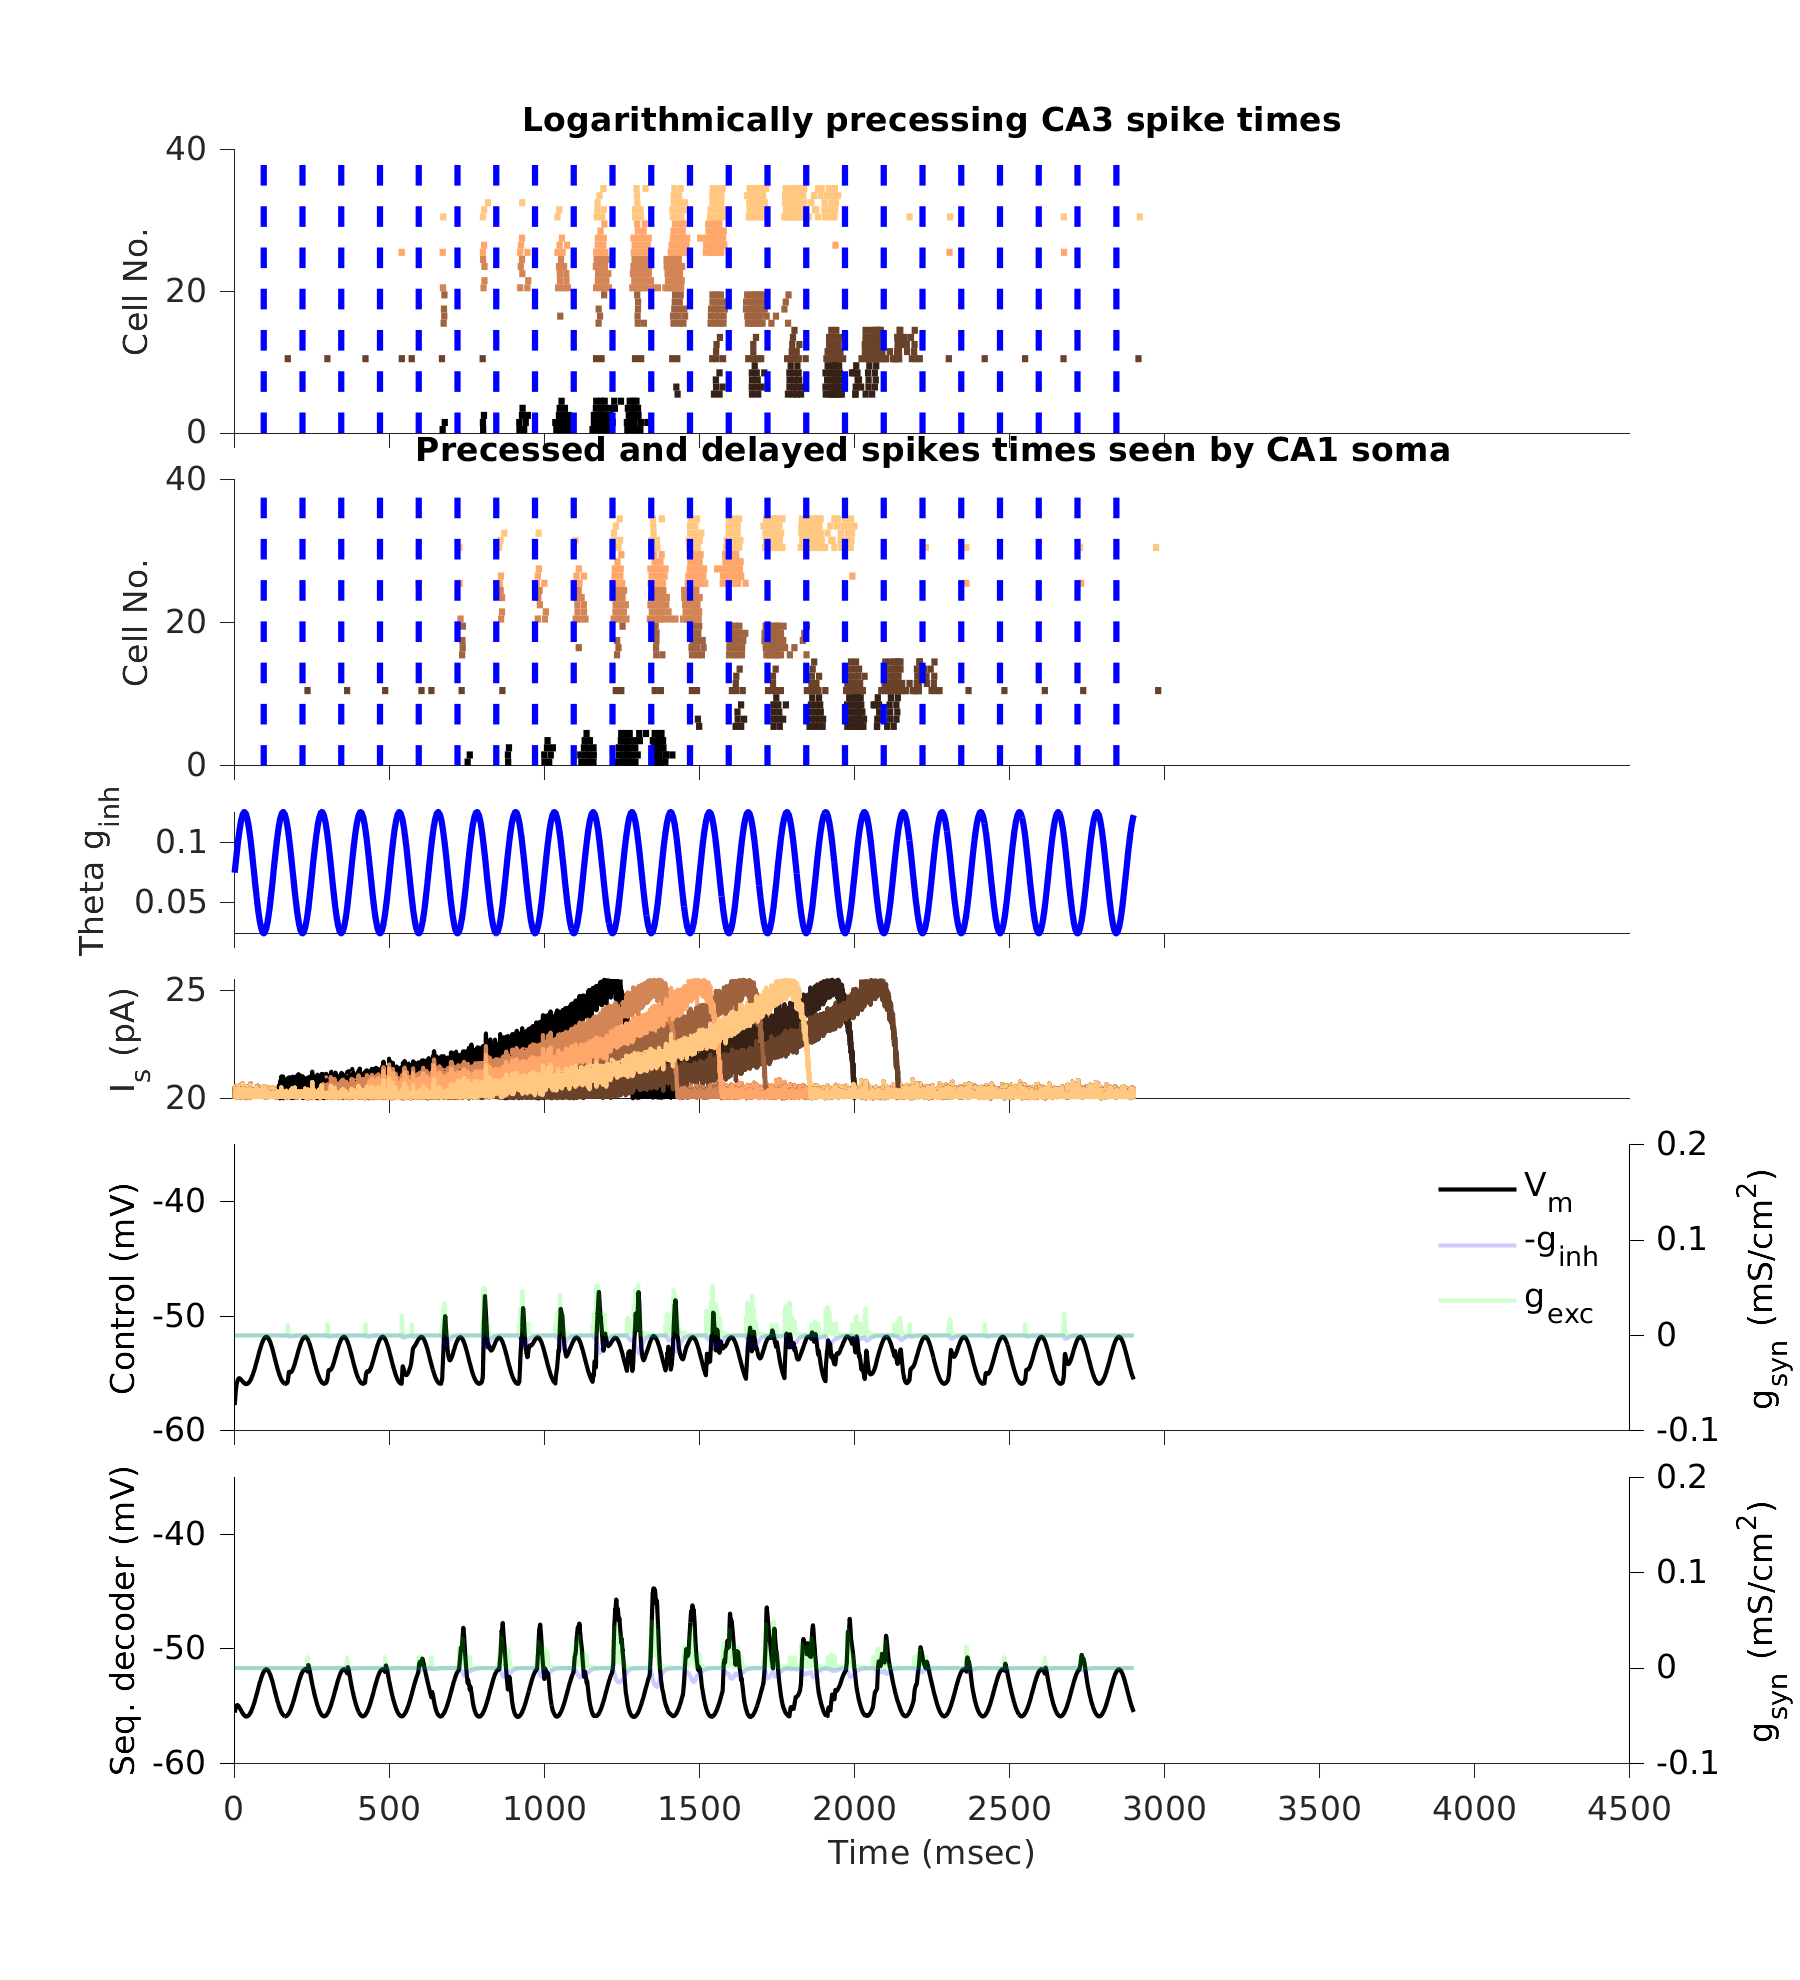 Logarithmically precessing CA3 spike times
40
20
0
Cell No.
Precessed and delayed spikes times seen by CA1 soma
40
20
0
Cell No.
0.1
0.05
Theta g_inh
25
20
I_s (pA)
-40
-50
-60
Control (mV)
V_m
-g_inh
g_exc
0.2
0.1
0
-0.1
g_syn (mS/cm^2)
-40
-50
-60
Seq. decoder (mV)
0.2
0.1
0
-0.1
g_syn (mS/cm^2)
0 500 1000 1500 2000 2500 3000 3500 4000 4500
Time (msec)